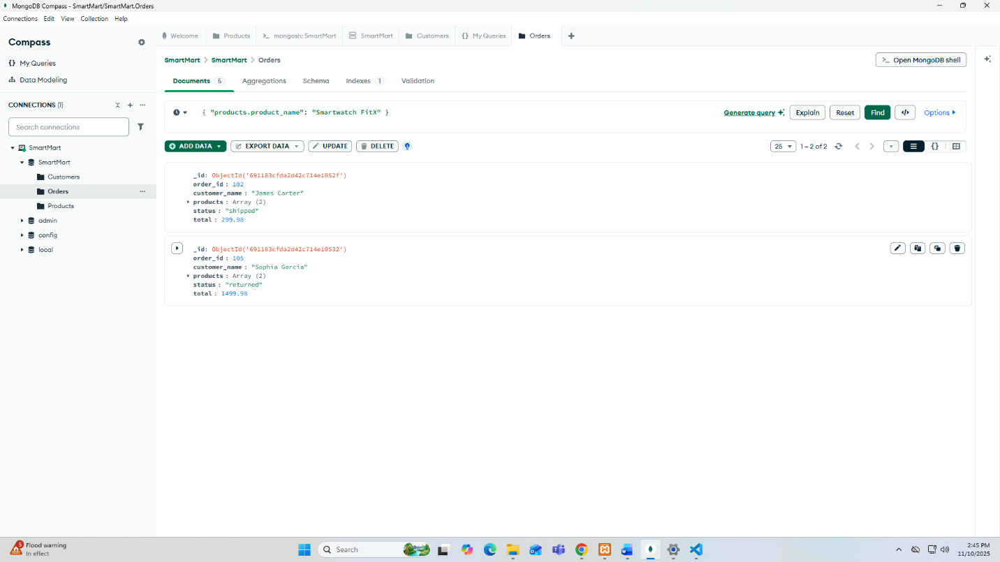 MongoDB Compass - SmartMart/SmartMart.Orders
Connections Edit View Collection Help
Compass
My Queries
Data Modeling
CONNECTIONS (1)
Search connections
SmartMart
SmartMart
Customers
Orders
Products
admin
config
local
Welcome Products mongosh: SmartMart SmartMart Customers My Queries Orders
SmartMart SmartMart Orders
>_ Open MongoDB shell
Documents 5 Aggregations Schema Indexes 1 Validation
{ "products.product_name": "Smartwatch FitX" }
Generate query Explain Reset Find </> Options
ADD DATA EXPORT DATA UPDATE DELETE
25 1 – 2 of 2
_id: ObjectId('691183cfda2d42c714e1052f')
order_id : 102
customer_name : "James Carter"
products : Array (2)
status : "shipped"
total : 299.98
_id: ObjectId('691183cfda2d42c714e10532')
order_id : 105
customer_name : "Sophia Garcia"
products : Array (2)
status : "returned"
total : 1499.98
5
Flood warning
In effect
Search
2:45 PM
11/10/2025